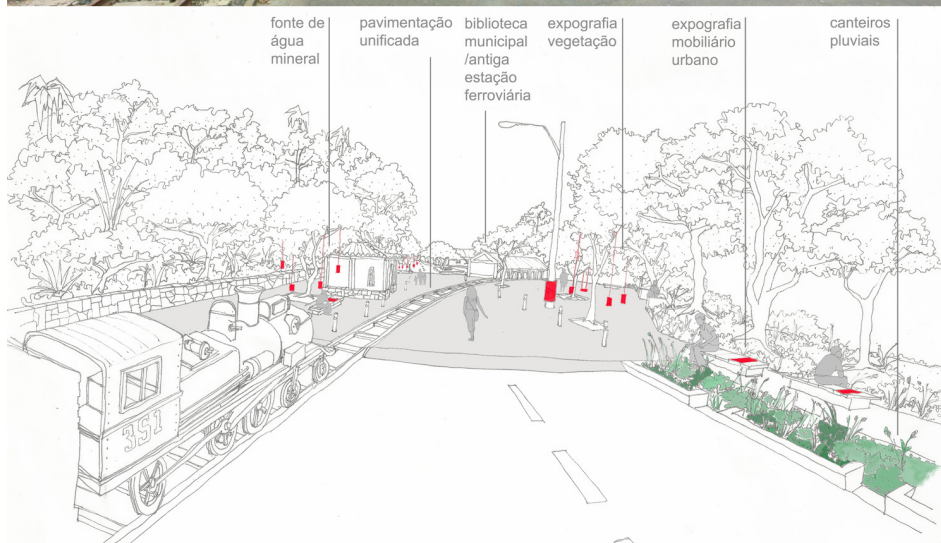 fonte de
água
mineral
pavimentação
unificada
biblioteca
municipal
/antiga
estação
ferroviária
expografia
vegetação
expografia
mobiliário
urbano
canteiros
pluviais
351